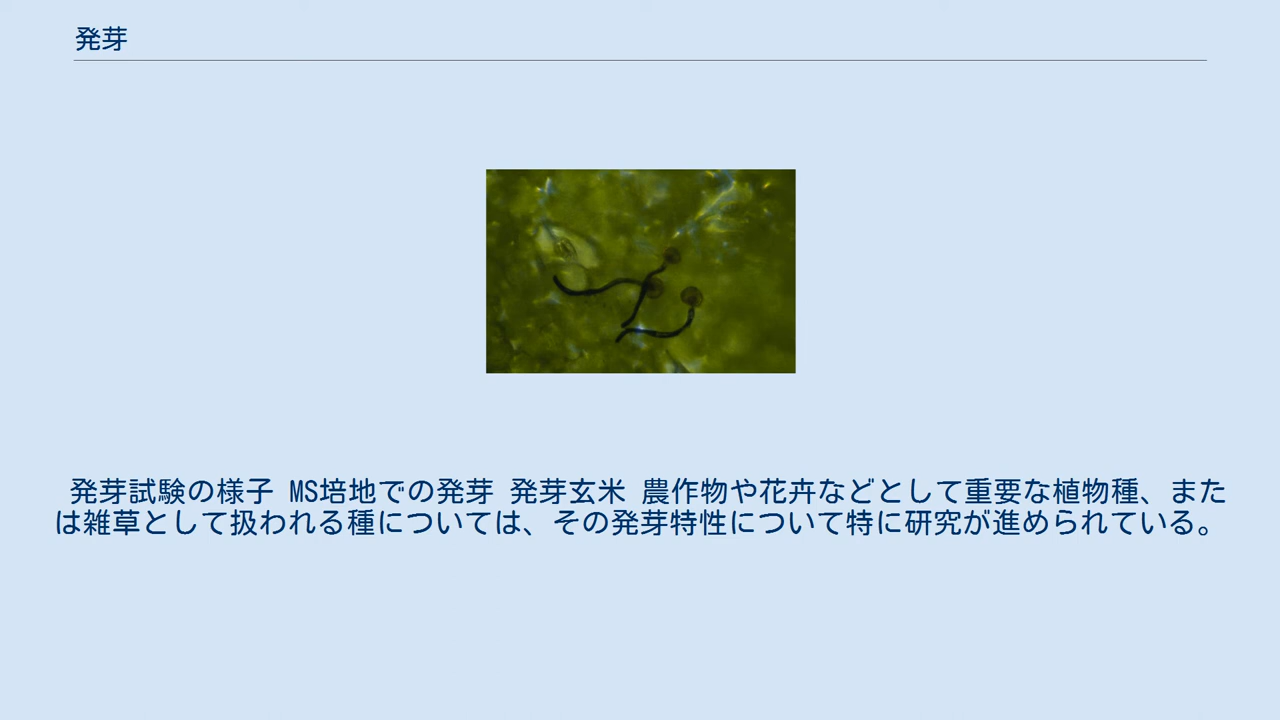 発芽
発芽試験の様子 MS培地での発芽 発芽玄米 農作物や花卉などとして重要な植物種、また
は雑草として扱われる種については、その発芽特性について特に研究が進められている。